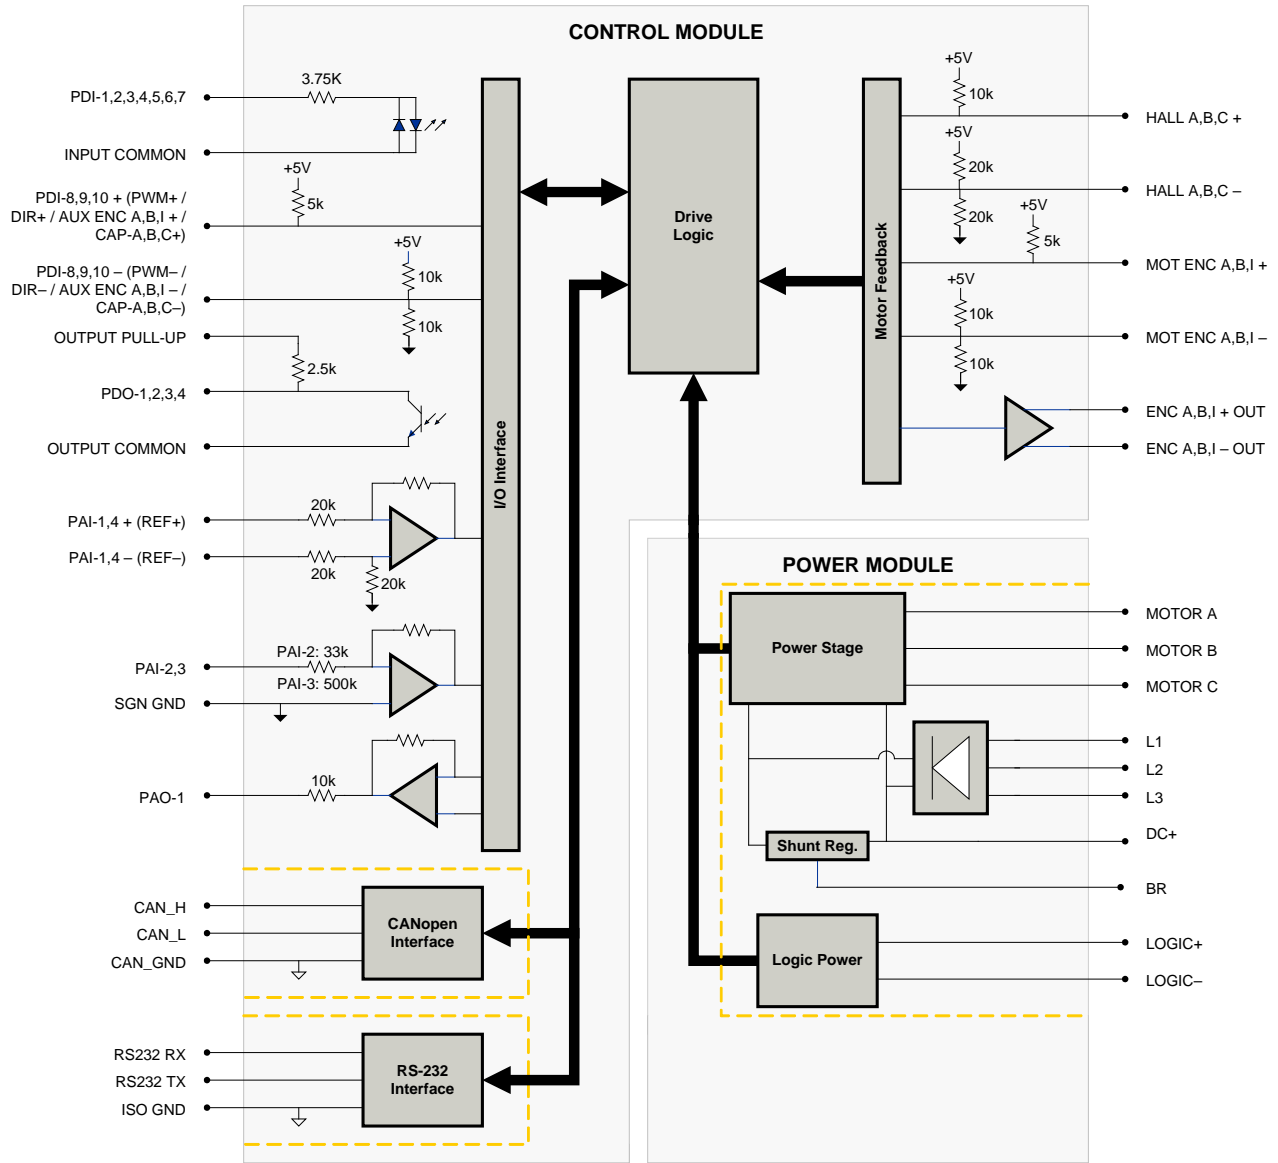 CONTROL MODULE
3.75K
PDI-1,2,3,4,5,6,7
INPUT COMMON
+5V
5k
PDI-8,9,10 + (PWM+ /
DIR+ / AUX ENC A,B,I + /
CAP-A,B,C+)
+5V
10k
10k
PDI-8,9,10 – (PWM– /
DIR– / AUX ENC A,B,I – /
CAP-A,B,C–)
OUTPUT PULL-UP
2.5k
PDO-1,2,3,4
OUTPUT COMMON
20k
PAI-1,4 + (REF+)
PAI-1,4 – (REF–)
20k
20k
PAI-2: 33k
PAI-2,3
PAI-3: 500k
SGN GND
10k
PAO-1
I/O Interface
Drive
Logic
Motor Feedback
+5V
10k
HALL A,B,C +
+5V
20k
HALL A,B,C –
20k
+5V
5k
MOT ENC A,B,I +
+5V
10k
MOT ENC A,B,I –
10k
ENC A,B,I + OUT
ENC A,B,I – OUT
CAN_H
CAN_L
CAN_GND
CANopen
Interface
RS232 RX
RS232 TX
ISO GND
RS-232
Interface
POWER MODULE
Power Stage
MOTOR A
MOTOR B
MOTOR C
L1
L2
L3
DC+
Shunt Reg.
BR
Logic Power
LOGIC+
LOGIC–